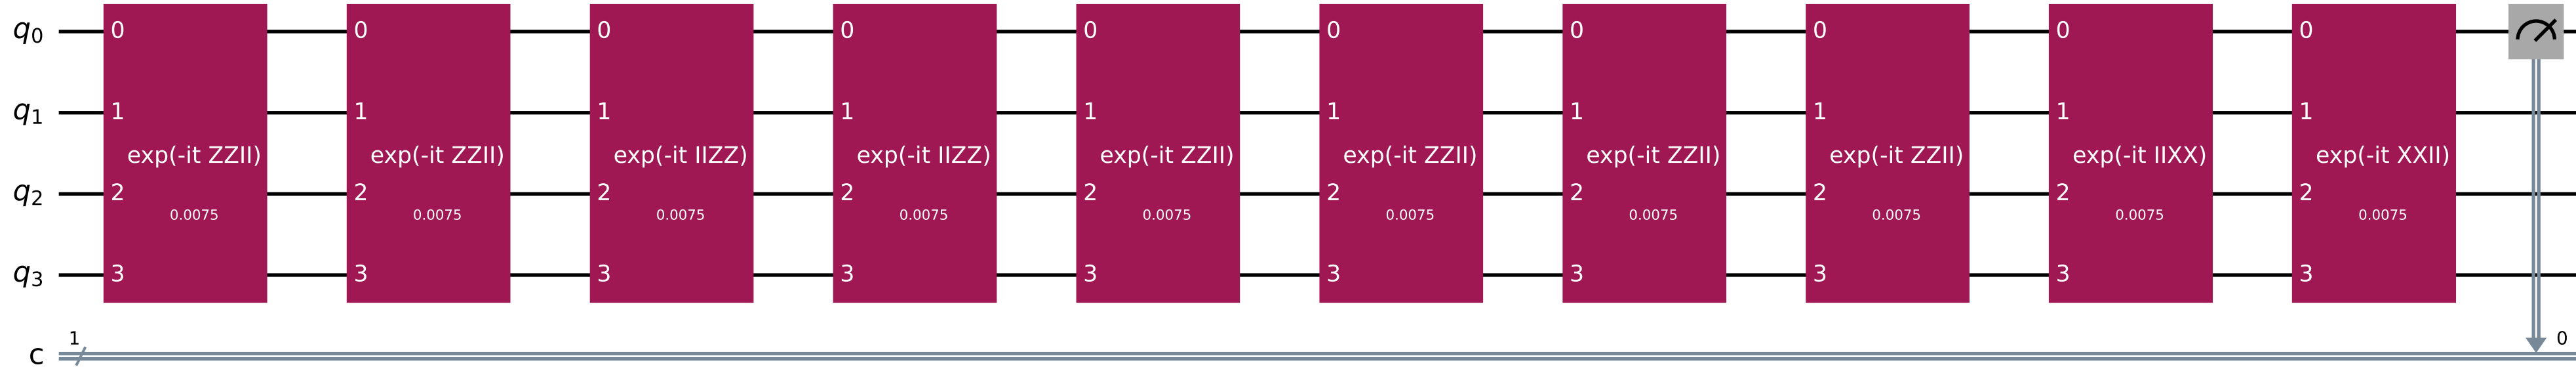 q0 0 0 0 0 0 0 0 0 0 0
q1 1 1 1 1 1 1 1 1 1 1
exp(-it ZZII) exp(-it ZZII) exp(-it IIZZ) exp(-it IIZZ) exp(-it ZZII) exp(-it ZZII) exp(-it ZZII) exp(-it ZZII) exp(-it IIXX) exp(-it XXII)
q2 2 2 2 2 2 2 2 2 2 2
0.0075 0.0075 0.0075 0.0075 0.0075 0.0075 0.0075 0.0075 0.0075 0.0075
q3 3 3 3 3 3 3 3 3 3 3
1 0
c